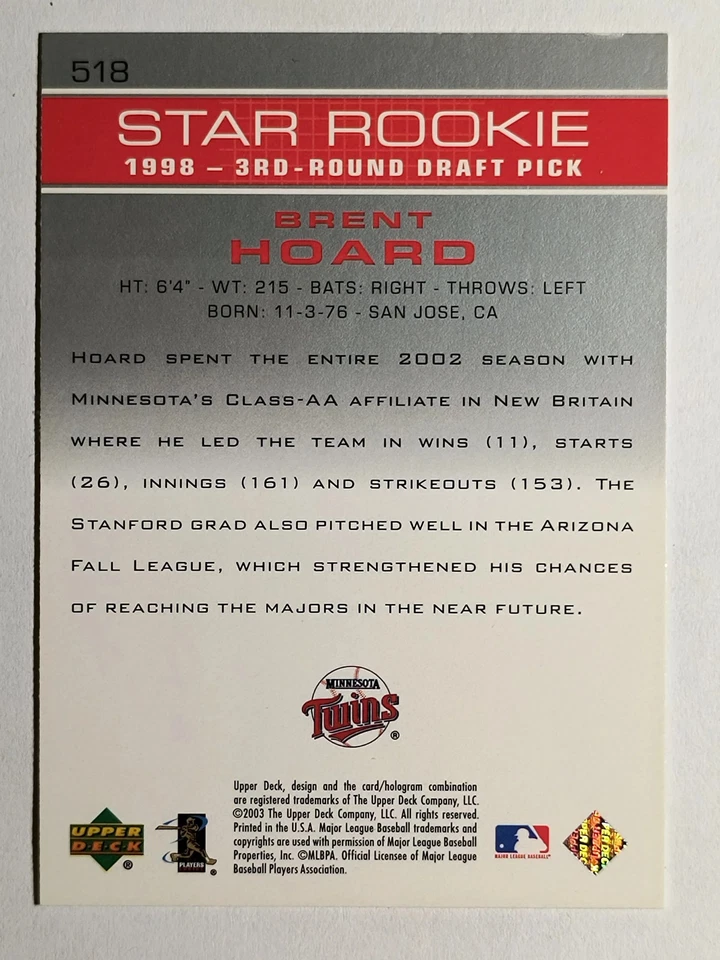 518
STAR ROOKIE
1998 – 3RD-ROUND DRAFT PICK
BRENT
HOARD
HT: 6'4" - WT: 215 - BATS: RIGHT - THROWS: LEFT
BORN: 11-3-76 - SAN JOSE, CA
HOARD SPENT THE ENTIRE 2002 SEASON WITH
MINNESOTA'S CLASS-AA AFFILIATE IN NEW BRITAIN
WHERE HE LED THE TEAM IN WINS (11), STARTS
(26), INNINGS (161) AND STRIKEOUTS (153). THE
STANFORD GRAD ALSO PITCHED WELL IN THE ARIZONA
FALL LEAGUE, WHICH STRENGTHENED HIS CHANCES
OF REACHING THE MAJORS IN THE NEAR FUTURE.
MINNESOTA
Twins ®
Upper Deck, design and the card/hologram combination
are registered trademarks of The Upper Deck Company, LLC.
©2003 The Upper Deck Company, LLC. All rights reserved.
Printed in the U.S.A. Major League Baseball trademarks and
copyrights are used with permission of Major League Baseball
Properties, Inc. ©MLBPA. Official Licensee of Major League
Baseball Players Association.
UPPER
DECK ®
PLAYERS
®
MAJOR LEAGUE BASEBALL
UPPER DECK